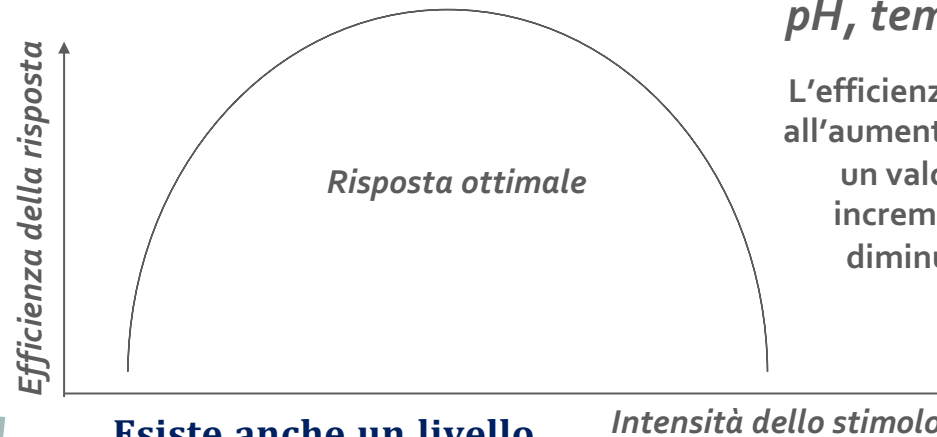 Efficienza della risposta
Risposta ottimale
pH,
L'efficienz
all'aument
un valo
increm
diminu
Intensità dello stimolo
Esiste anche un livello